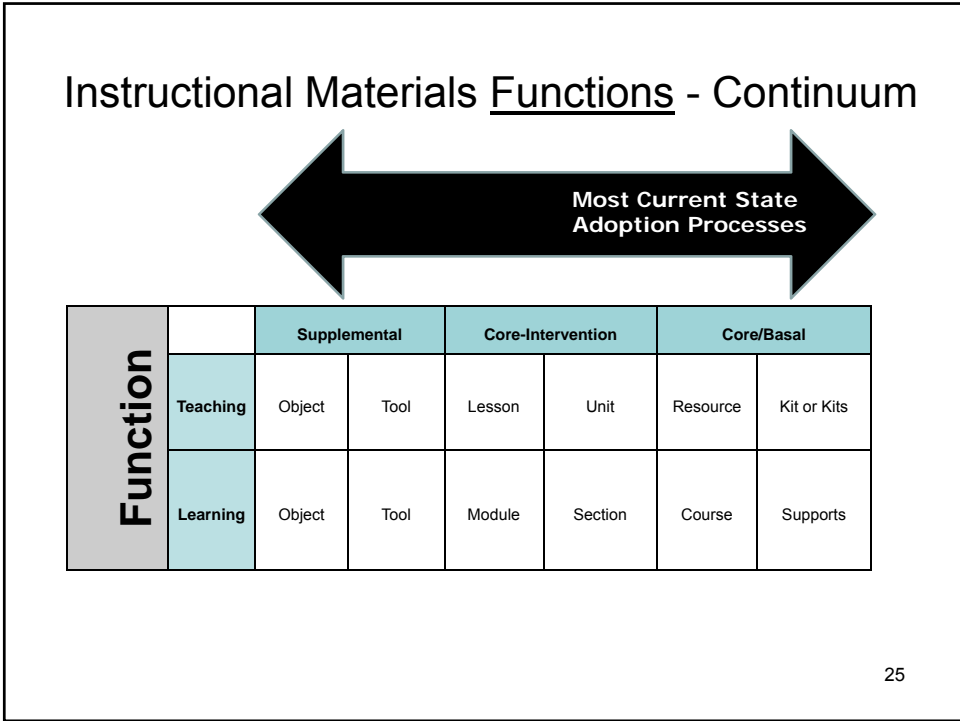 Instructional Materials Functions - Continuum
Most Current State
Adoption Processes
Function
Supplemental Core-Intervention Core/Basal
Teaching Object Tool Lesson Unit Resource Kit or Kits
Learning Object Tool Module Section Course Supports
25